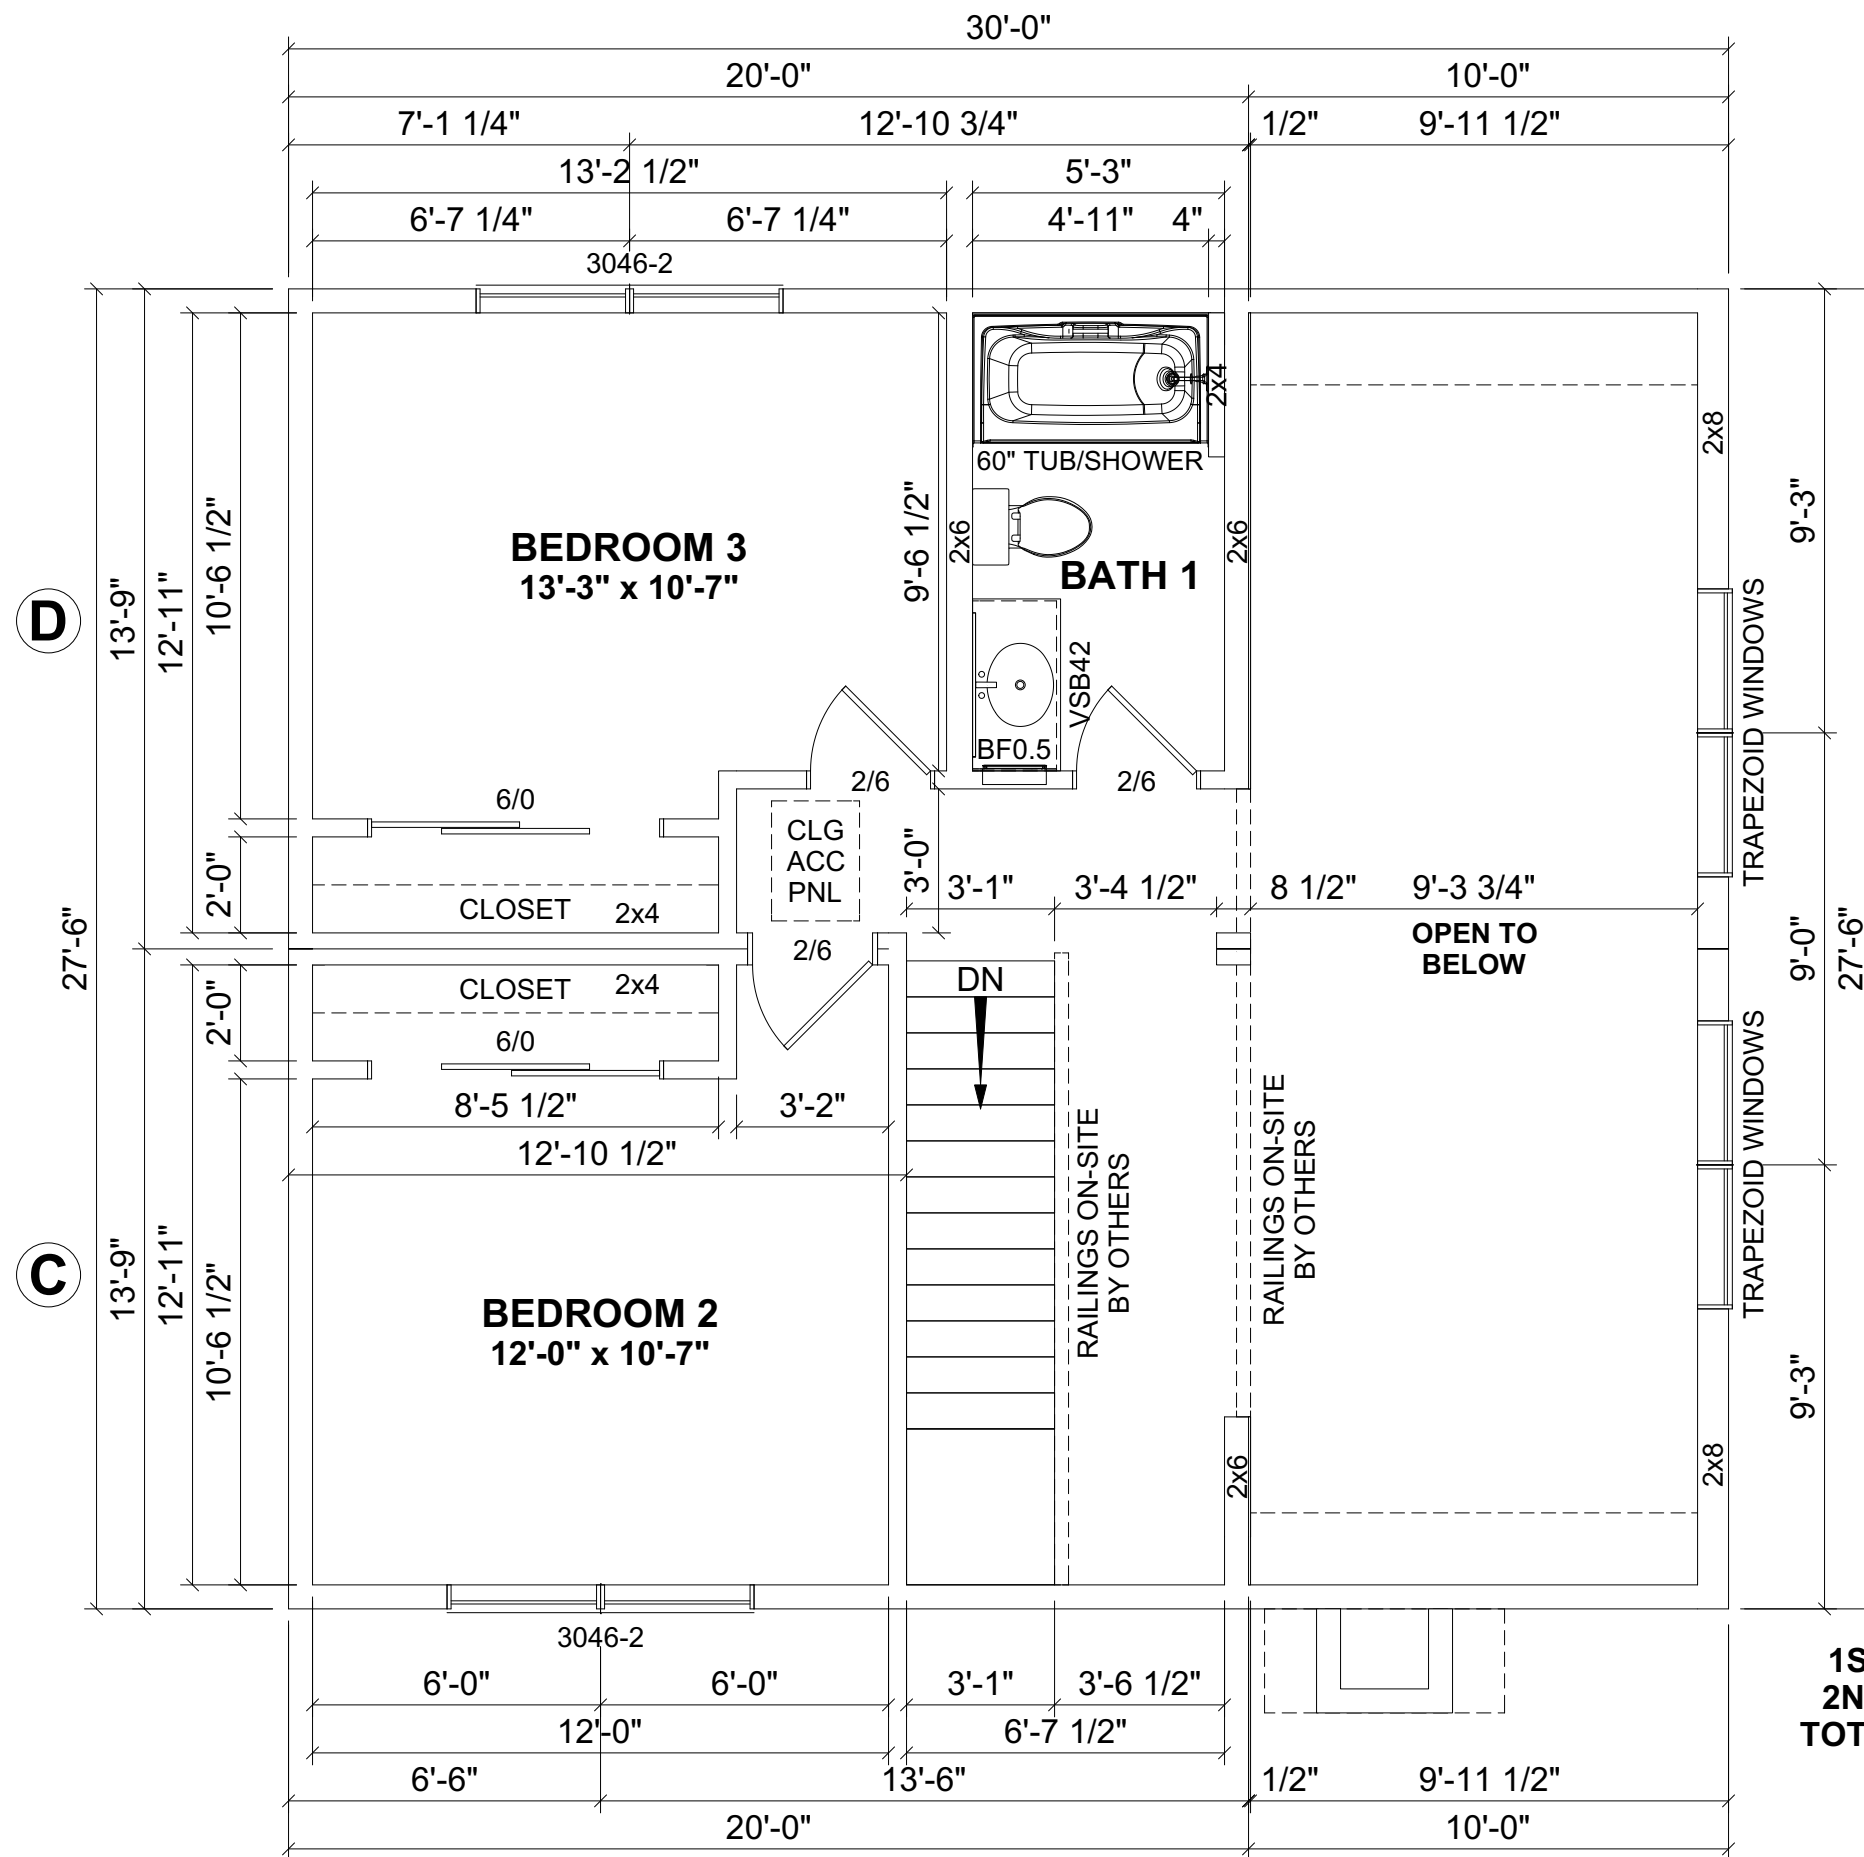 30'-0"
20'-0" 10'-0"
7'-1 1/4" 12'-10 3/4" 1/2" 9'-11 1/2"
13'-2 1/2" 5'-3"
6'-7 1/4" 6'-7 1/4" 4'-11" 4"
3046-2
2x4
2x8
60" TUB/SHOWER
9'-3"
10'-6 1/2"
9'-6 1/2"
2x6
2x6
BEDROOM 3
13'-3" x 10'-7"
BATH 1
D
13'-9"
12'-11"
TRAPEZOID WINDOWS
VSB42
BF0.5
2/6
2/6
6/0
CLG
ACC
PNL
3'-0"
2'-0"
3'-1" 3'-4 1/2" 8 1/2" 9'-3 3/4"
CLOSET 2x4
OPEN TO
BELOW
27'-6"
2/6
9'-0"
27'-6"
CLOSET 2x4
DN
2'-0"
6/0
8'-5 1/2" 3'-2"
12'-10 1/2"
RAILINGS ON-SITE
BY OTHERS
RAILINGS ON-SITE
BY OTHERS
TRAPEZOID WINDOWS
C
13'-9"
12'-11"
10'-6 1/2"
BEDROOM 2
12'-0" x 10'-7"
9'-3"
2x6
2x8
3046-2
1S
2N
TOT
6'-0" 6'-0" 3'-1" 3'-6 1/2"
12'-0" 6'-7 1/2"
6'-6" 13'-6" 1/2" 9'-11 1/2"
20'-0" 10'-0"